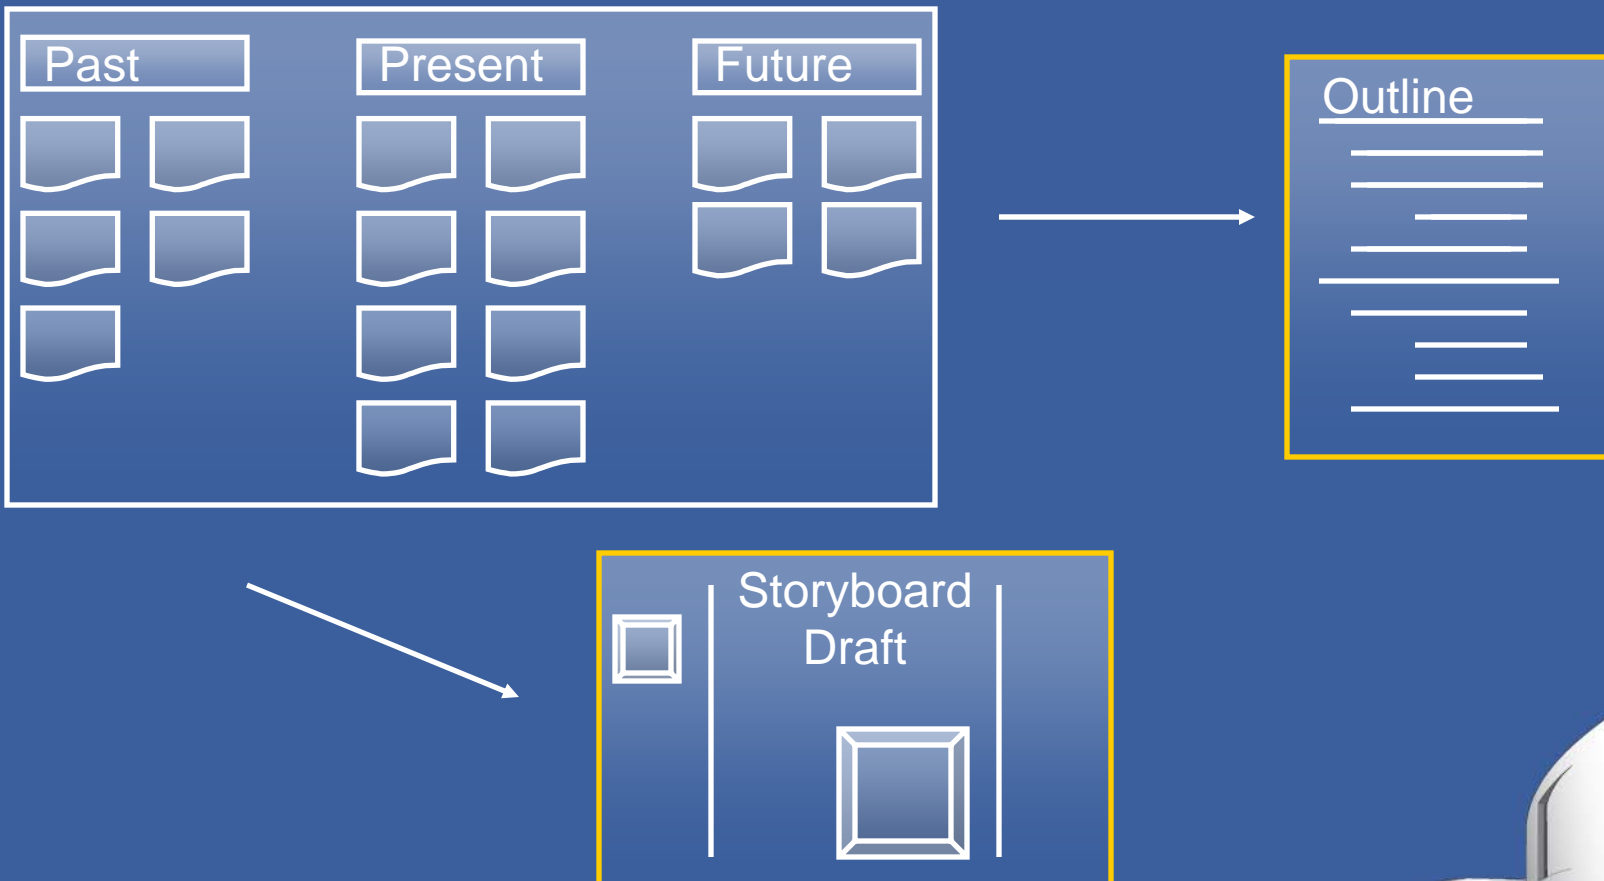 Past
Present
Future
Outline
Storyboard
Draft